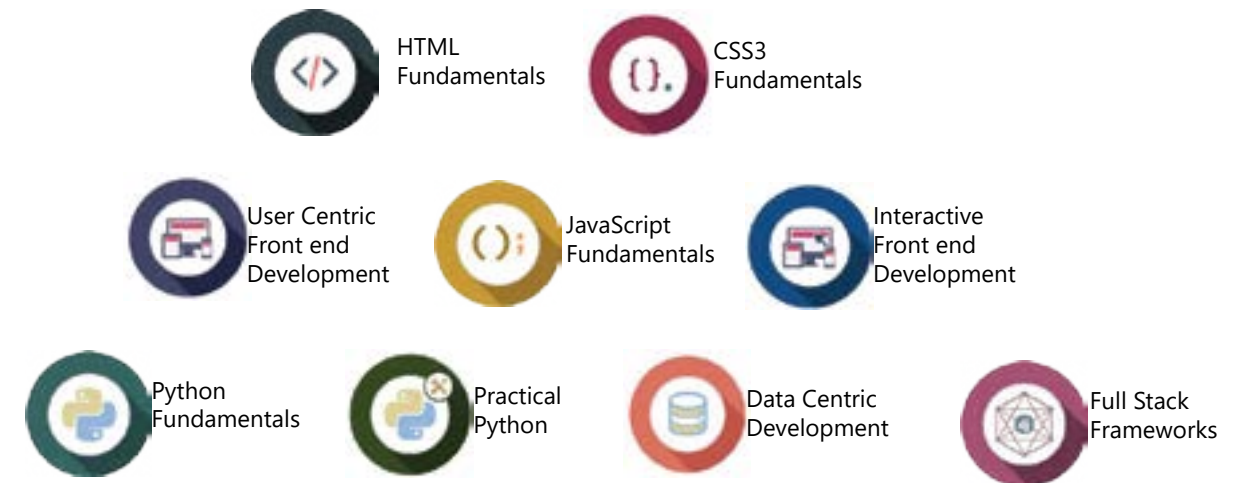 HTML
Fundamentals
CSS3
Fundamentals
User Centric
Front end
Development
JavaScript
Fundamentals
Interactive
Front end
Development
Python
Fundamentals
Practical
Python
Data Centric
Development
Full Stack
Frameworks